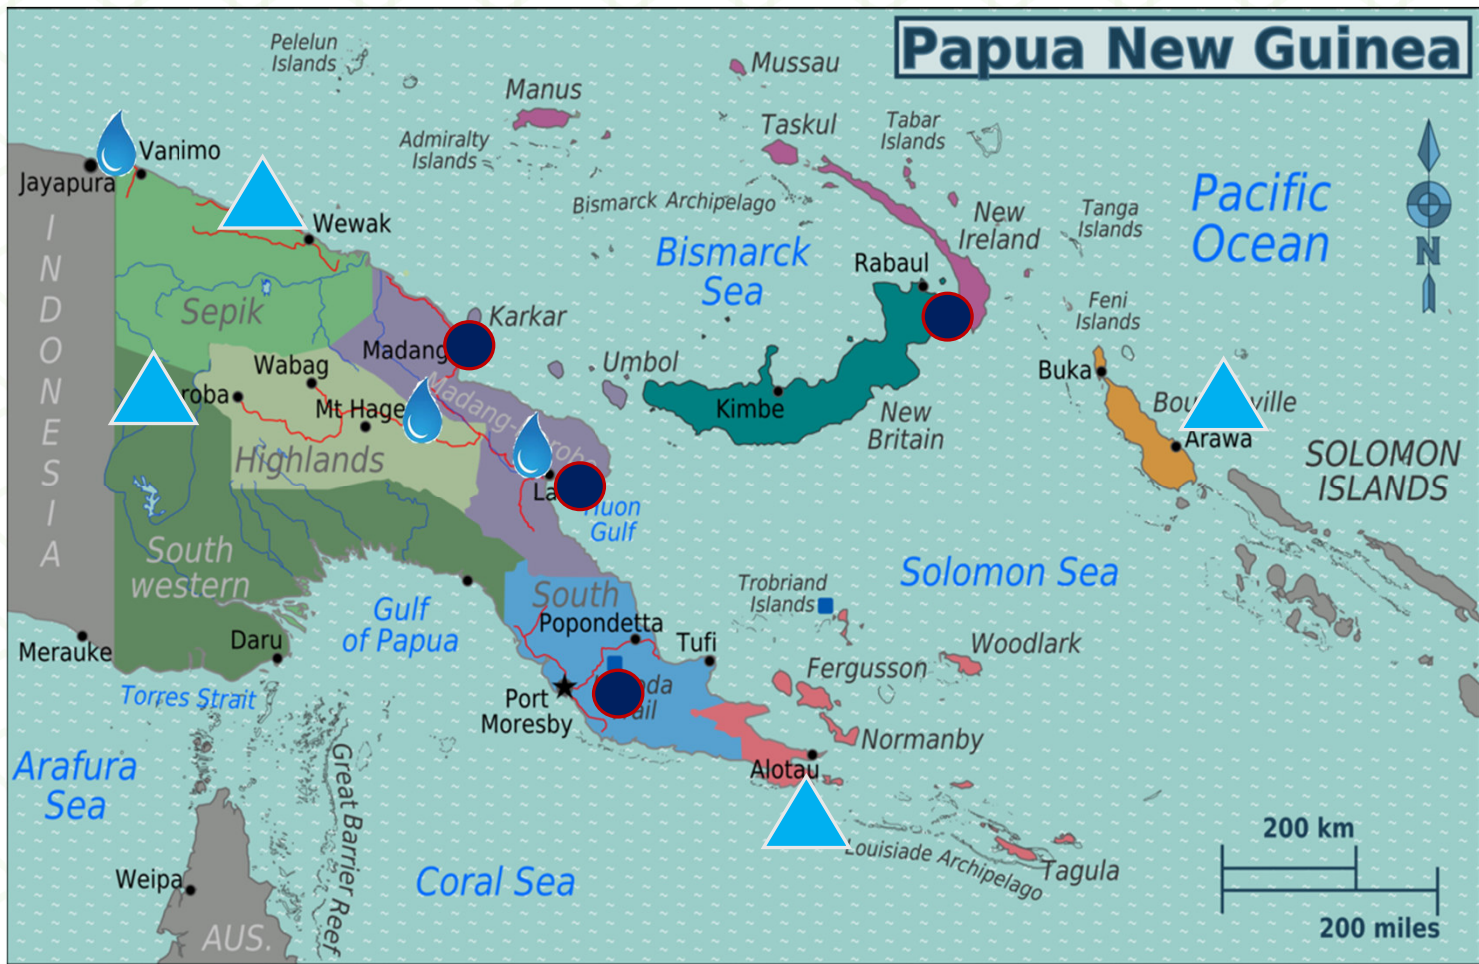 Papua New Guinea
Pelelun
Islands
Mussau
Manus
Admiralty
Islands
Taskul
Tabar
Islands
Vanimo
Jayapura
Wewak
Bismarck Archipelago
Bismarck
Sea
New
Ireland
Tanga
Islands
Pacific
Ocean
N
Rabaul
Feni
Islands
INDONESIA
Sepik
Karkar
Madang
Umbol
Wabag
roba
Mt Hage
Madang-
Kimbe
New
Britain
Buka
Arawa
Highlands
SOLOMON
ISLANDS
La
Huon
Gulf
South
western
Gulf
of Papua
South
Popondetta
Tufi
Trobriand
Islands
Solomon Sea
Woodlark
Fergusson
Merauke
Daru
Torres Strait
Port
Moresby
Normanby
Alotau
Arafura
Sea
Great Barrier Reef
Louisiade Archipelago
Tagula
Coral Sea
Weipa
AUS.
200 km
200 miles